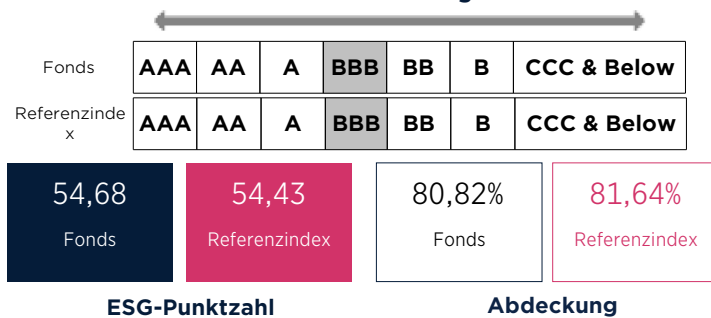 Fonds AAA AA A BBB BB B CCC & Below
Referenzinde
x
AAA AA A BBB BB B CCC & Below
54,68 54,43 80,82% 81,64%
Fonds Referenzindex Fonds Referenzindex
ESG-Punktzahl Abdeckung